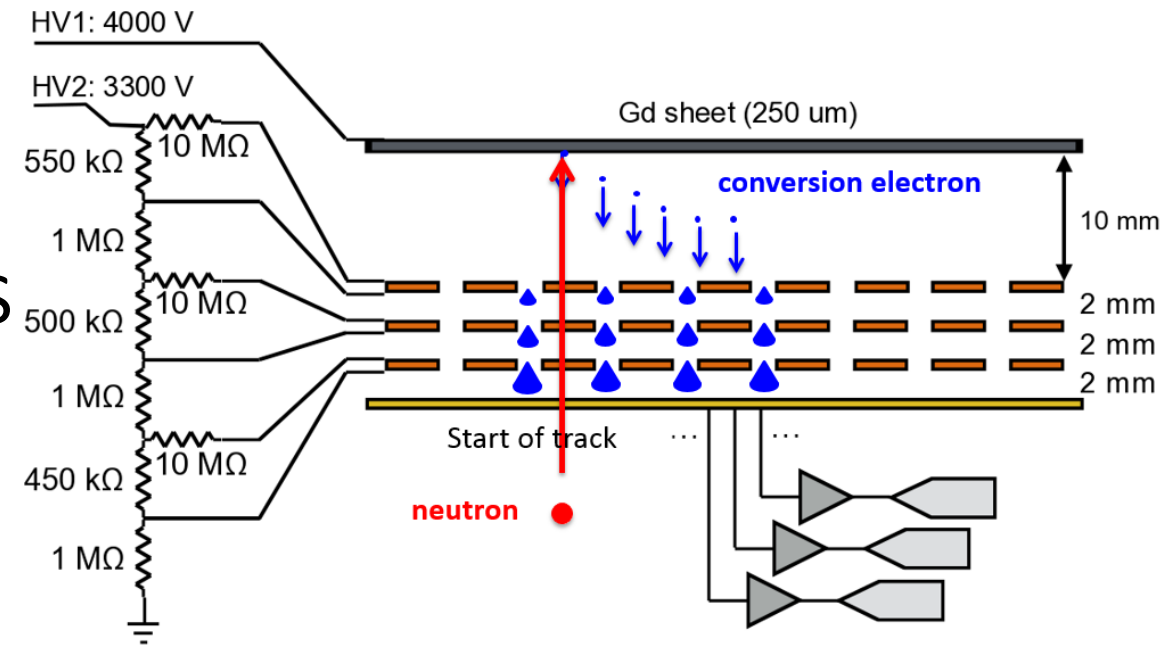 HV1: 4000 V
HV2: 3300 V
Gd sheet (250 um)
10 MΩ
550 kΩ
conversion electron
10 mm
1 MΩ
S
10 MΩ
500 kΩ
2 mm
2 mm
2 mm
1 MΩ
Start of track
... ...
10 MΩ
450 kΩ
neutron
1 MΩ